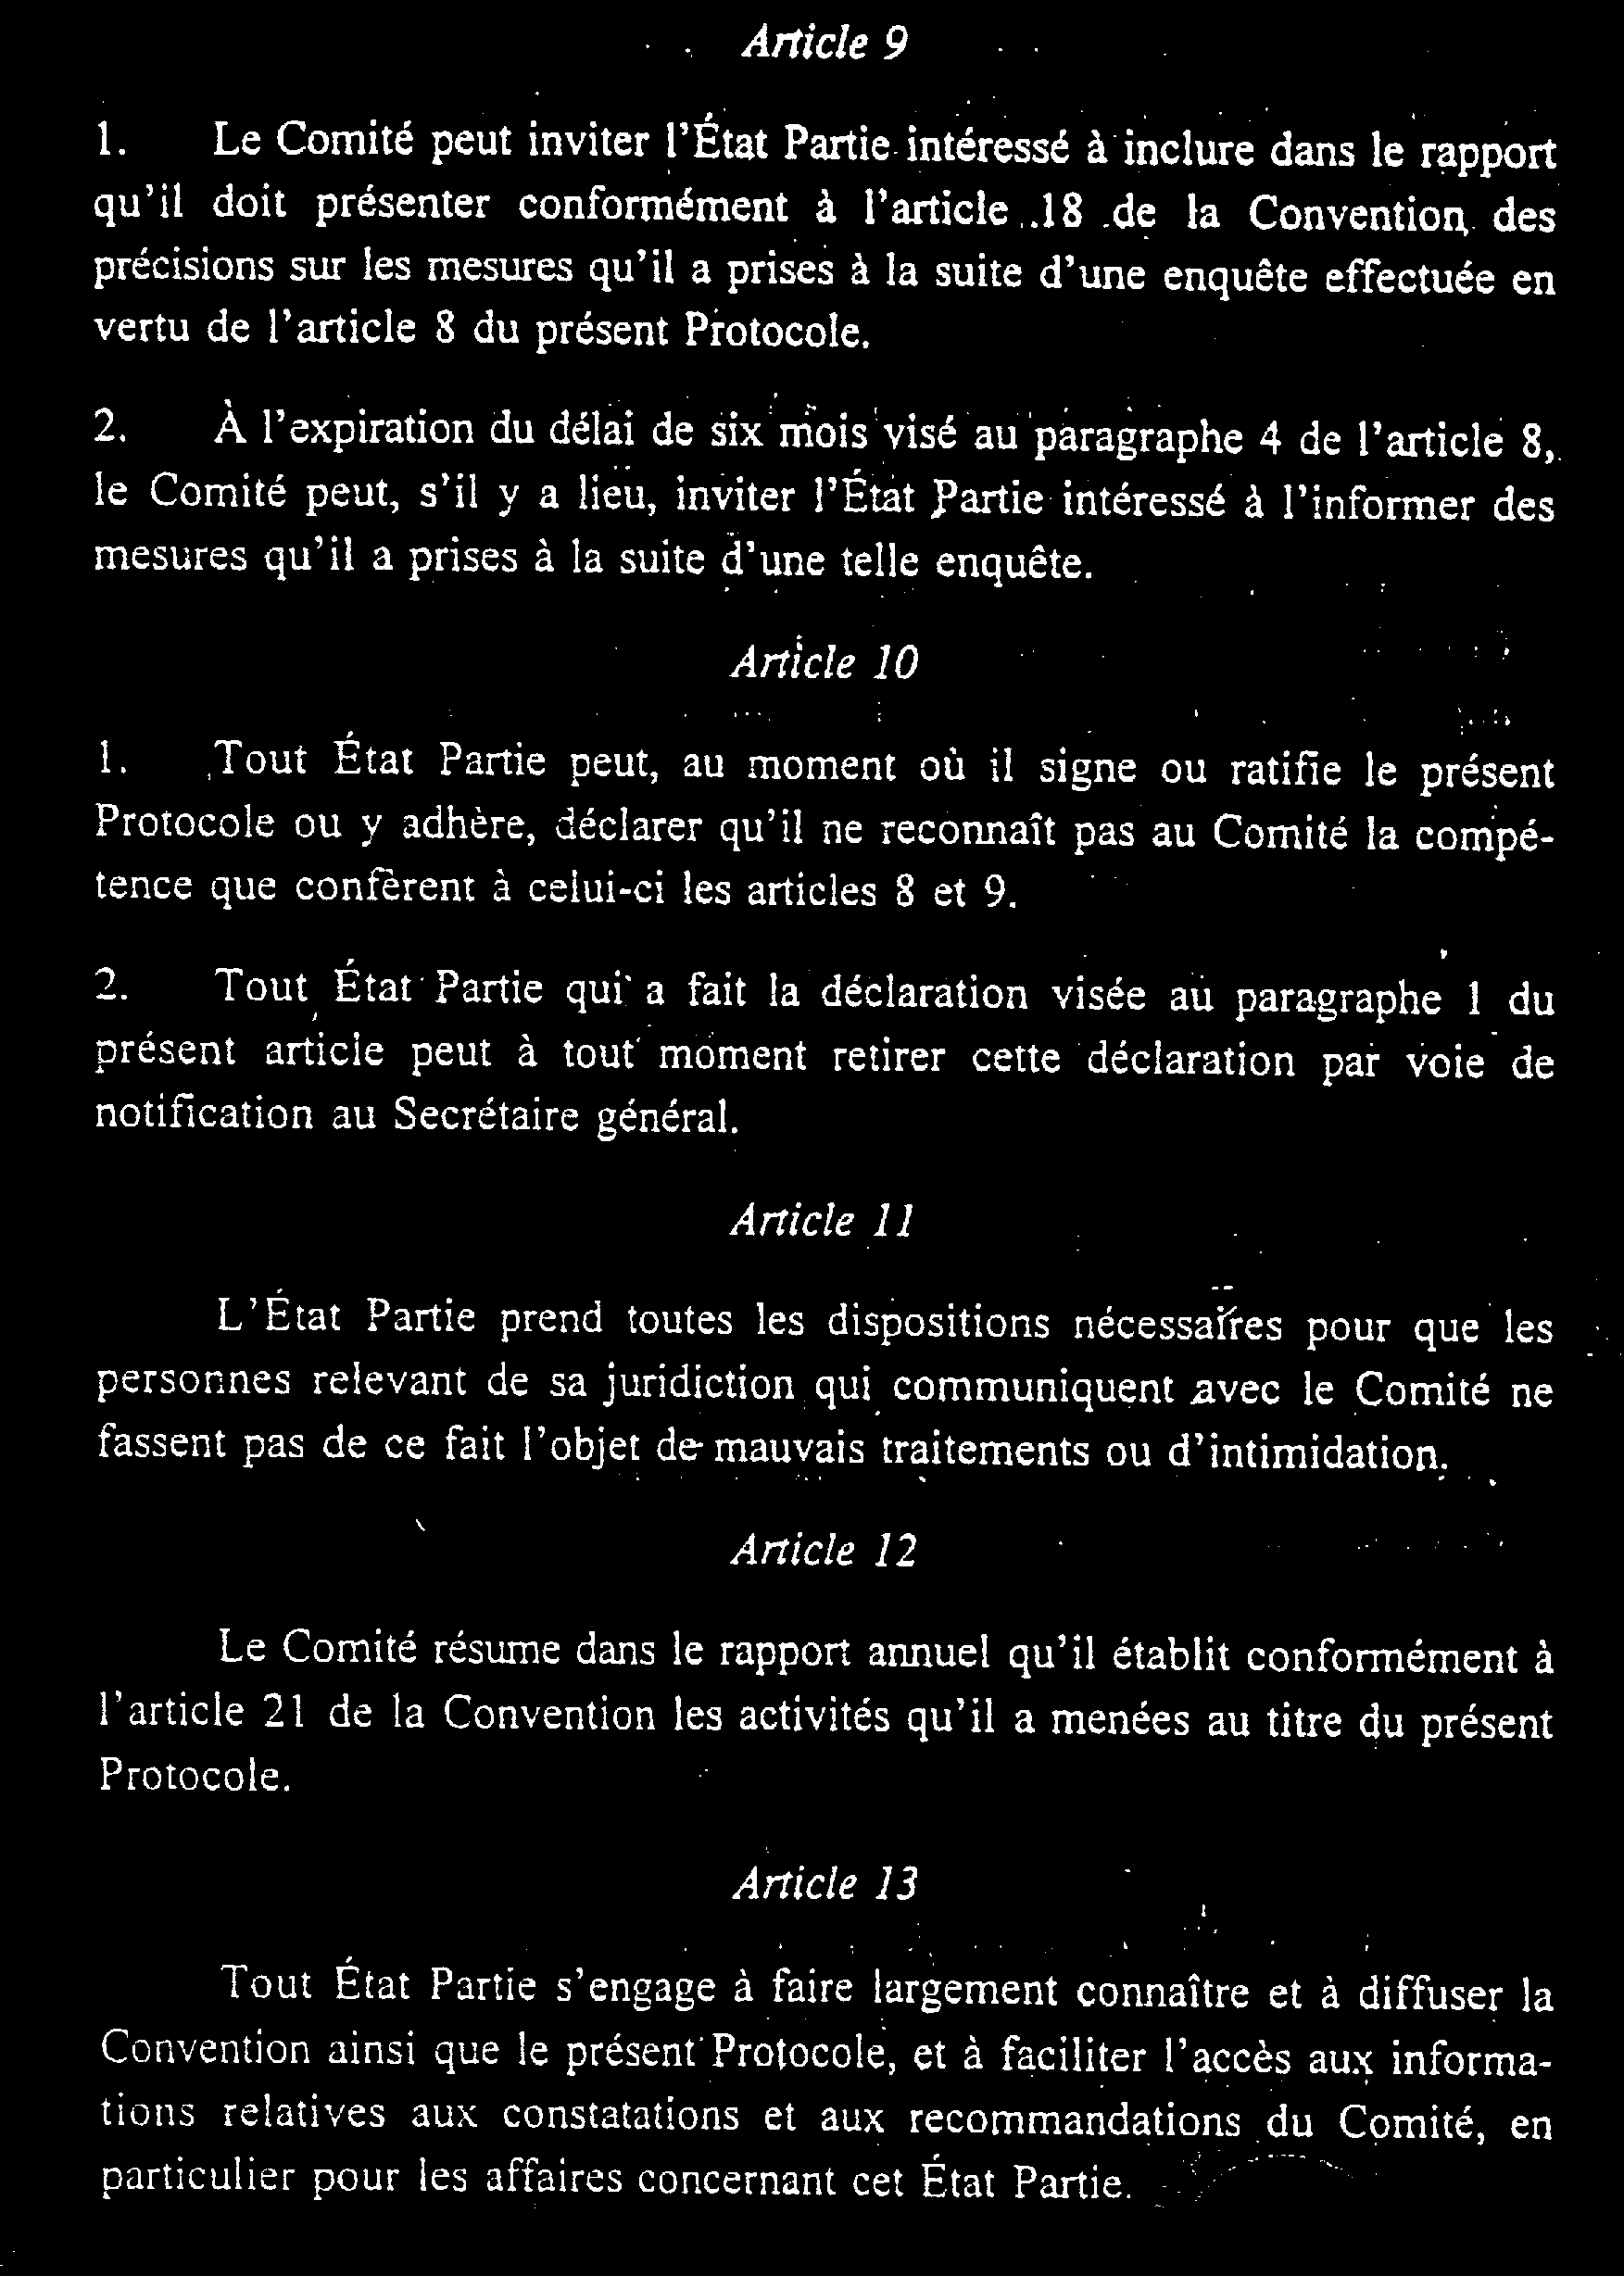 Article 9
1. Le Comité peut inviter l'État Partie intéressé à inclure dans le rapport
qu'il doit présenter conformément à l'article 18 de la Convention des
précisions sur les mesures qu'il a prises à la suite d'une enquête effectuée en
vertu de l'article 8 du présent Protocole.
2. À l'expiration du délai de six mois visé au paragraphe 4 de l'article 8,
le Comité peut, s'il y a lieu, inviter l'État Partie intéressé à l'informer des
mesures qu'il a prises à la suite d'une telle enquête.
Article 10
1. Tout État Partie peut, au moment où il signe ou ratifie le présent
Protocole ou y adhère, déclarer qu'il ne reconnaît pas au Comité la compé-
tence que confèrent à celui-ci les articles 8 et 9.
2. Tout État Partie qui a fait la déclaration visée au paragraphe 1 du
présent article peut à tout moment retirer cette déclaration par voie de
notification au Secrétaire général.
Article 11
L'État Partie prend toutes les dispositions nécessaires pour que les
personnes relevant de sa juridiction qui communiquent avec le Comité ne
fassent pas de ce fait l'objet de mauvais traitements ou d'intimidation.
Article 12
Le Comité résume dans le rapport annuel qu'il établit conformément à
l'article 21 de la Convention les activités qu'il a menées au titre du présent
Protocole.
Article 13
Tout État Partie s'engage à faire largement connaître et à diffuser la
Convention ainsi que le présent Protocole, et à faciliter l'accès aux informa-
tions relatives aux constatations et aux recommandations du Comité, en
particulier pour les affaires concernant cet État Partie.